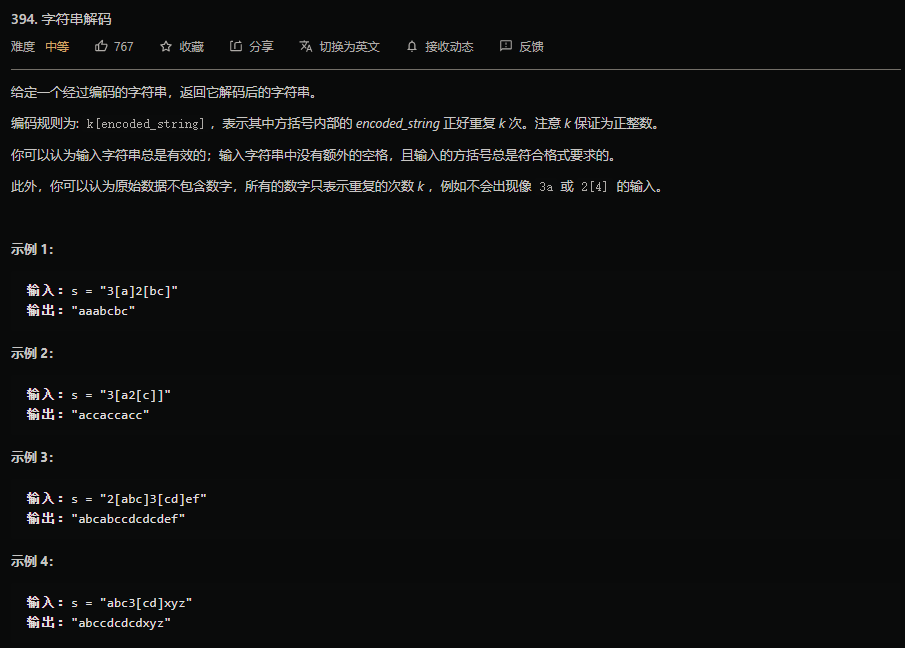 394. 字符串解码
难度 中等 767 收藏 分享 切换为英文 接收动态 反馈
给定一个经过编码的字符串，返回它解码后的字符串。
编码规则为: k[encoded_string]，表示其中方括号内部的 encoded_string 正好重复 k 次。注意 k 保证为正整数。
你可以认为输入字符串总是有效的；输入字符串中没有额外的空格，且输入的方括号总是符合格式要求的。
此外，你可以认为原始数据不包含数字，所有的数字只表示重复的次数 k ，例如不会出现像 3a 或 2[4] 的输入。
示例 1：
输入：s = "3[a]2[bc]"
输出："aaabcbc"
示例 2：
输入：s = "3[a2[c]]"
输出："accaccacc"
示例 3：
输入：s = "2[abc]3[cd]ef"
输出："abcabccdcdcdef"
示例 4：
输入：s = "abc3[cd]xyz"
输出："abccdcdcdxyz"